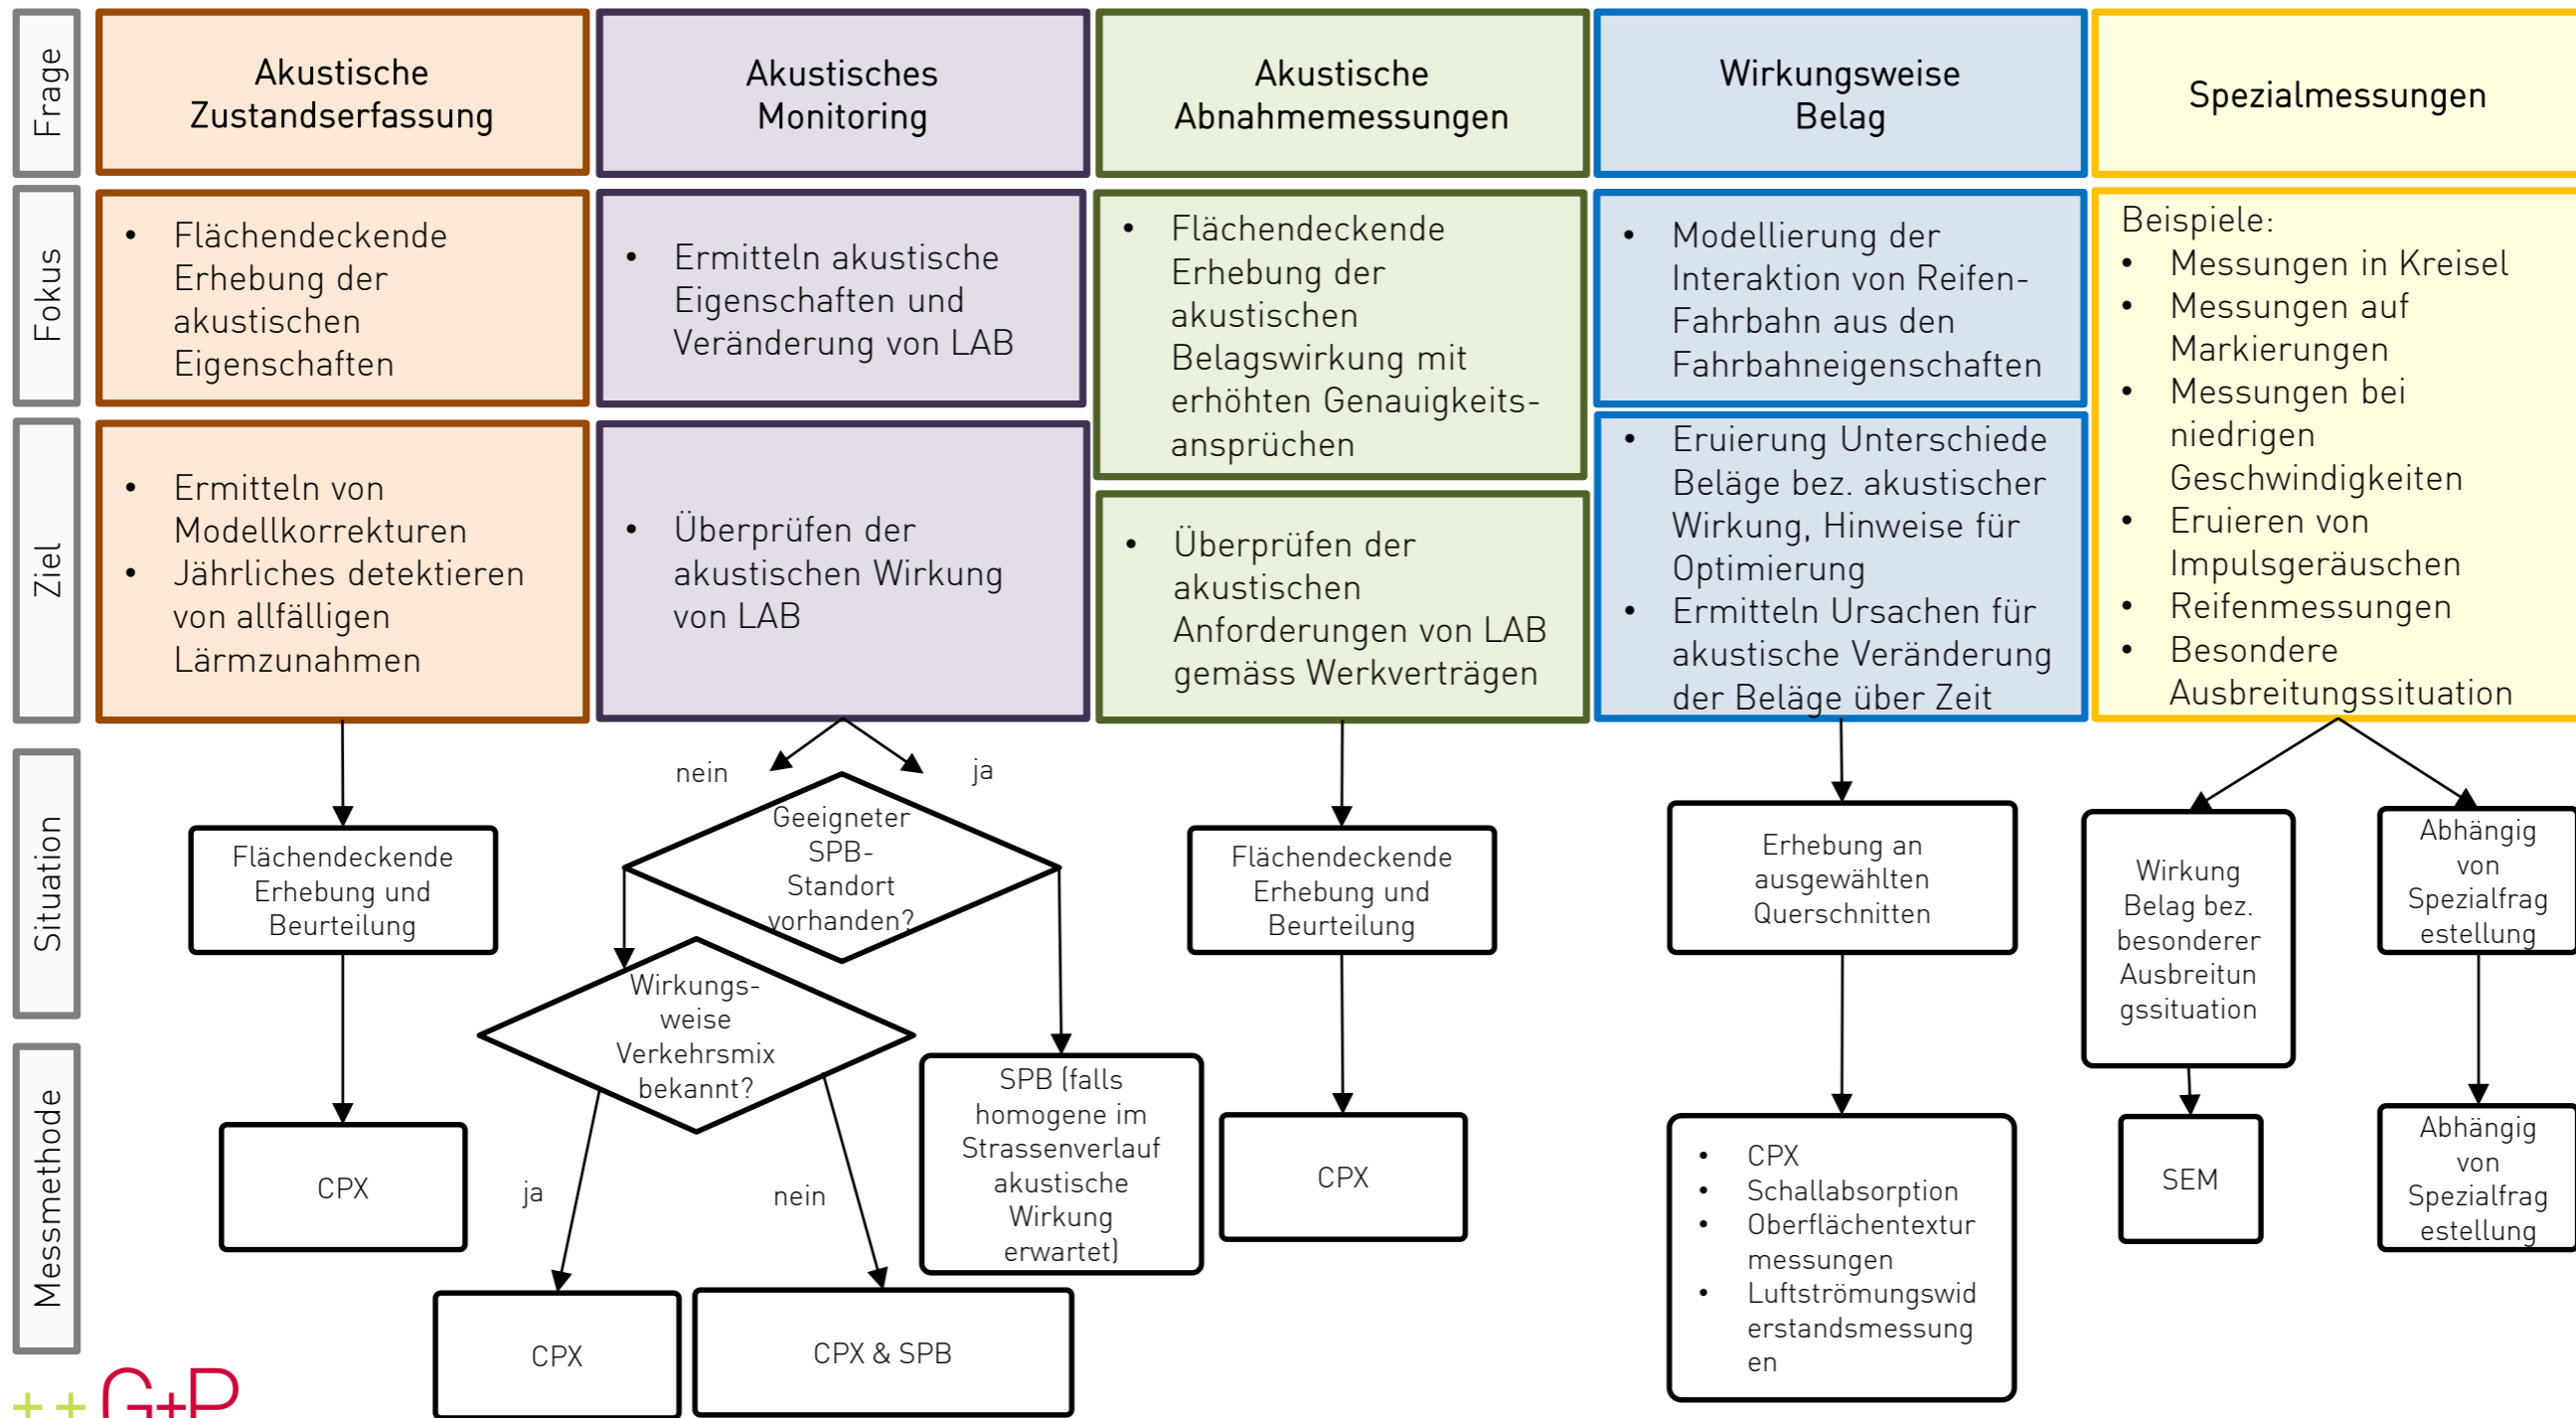 Frage
Akustische
Zustandserfassung
Akustisches
Monitoring
Akustische
Abnahmemessungen
Wirkungsweise
Belag
Spezialmessungen
Fokus
• Flächendeckende
Erhebung der
akustischen
Eigenschaften
• Ermitteln akustische
Eigenschaften und
Veränderung von LAB
• Flächendeckende
Erhebung der
akustischen
Belagswirkung mit
erhöhten Genauigkeits-
ansprüchen
• Modellierung der
Interaktion von Reifen-
Fahrbahn aus den
Fahrbahneigenschaften
Beispiele:
• Messungen in Kreisel
• Messungen auf
Markierungen
• Messungen bei
niedrigen
Geschwindigkeiten
• Eruieren von
Impulsgeräuschen
• Reifenmessungen
• Besondere
Ausbreitungssituation
Ziel
• Ermitteln von
Modellkorrekturen
• Jährliches detektieren
von allfälligen
Lärmzunahmen
• Überprüfen der
akustischen Wirkung
von LAB
• Überprüfen der
akustischen
Anforderungen von LAB
gemäss Werkverträgen
• Eruierung Unterschiede
Beläge bez. akustischer
Wirkung, Hinweise für
Optimierung
• Ermitteln Ursachen für
akustische Veränderung
der Beläge über Zeit
Situation
Flächendeckende
Erhebung und
Beurteilung
nein
ja
Geeigneter
SPB-
Standort
vorhanden?
Wirkungs-
weise
Verkehrsmix
bekannt?
Flächendeckende
Erhebung und
Beurteilung
Erhebung an
ausgewählten
Querschnitten
Wirkung
Belag bez.
besonderer
Ausbreitun
gssituation
Abhängig
von
Spezialfrag
estellung
Messmethode
CPX
ja
nein
CPX
CPX & SPB
SPB (falls
homogene im
Strassenverlauf
akustische
Wirkung
erwartet)
CPX
• CPX
• Schallabsorption
• Oberflächentextur
messungen
• Luftströmungswid
erstandsmessung
en
SEM
Abhängig
von
Spezialfrag
estellung
++G+P